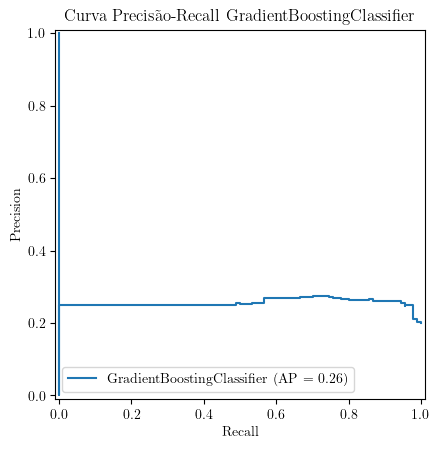 Curva Precisão-Recall GradientBoostingClassifier
1.0
0.8
0.6
0.4
0.2
0.0
Precision
GradientBoostingClassifier (AP = 0.26)
0.0 0.2 0.4 0.6 0.8 1.0
Recall